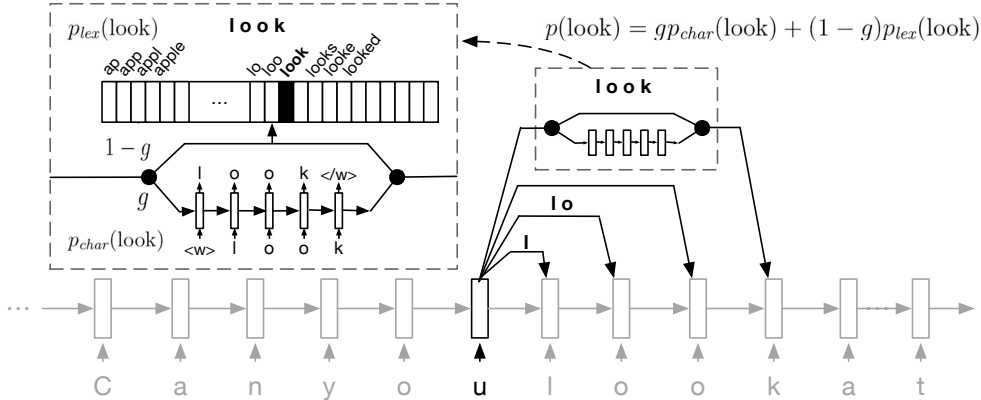 p_lex(look)
look
ap app appl apple lo loo look looks looke looked
...
1 − g
g
l o o k </w>
<w> l o o k
p_char(look)
p(look) = gp_char(look) + (1 − g)p_lex(look)
look
lo
l
... ...
C a n y o u l o o k a t